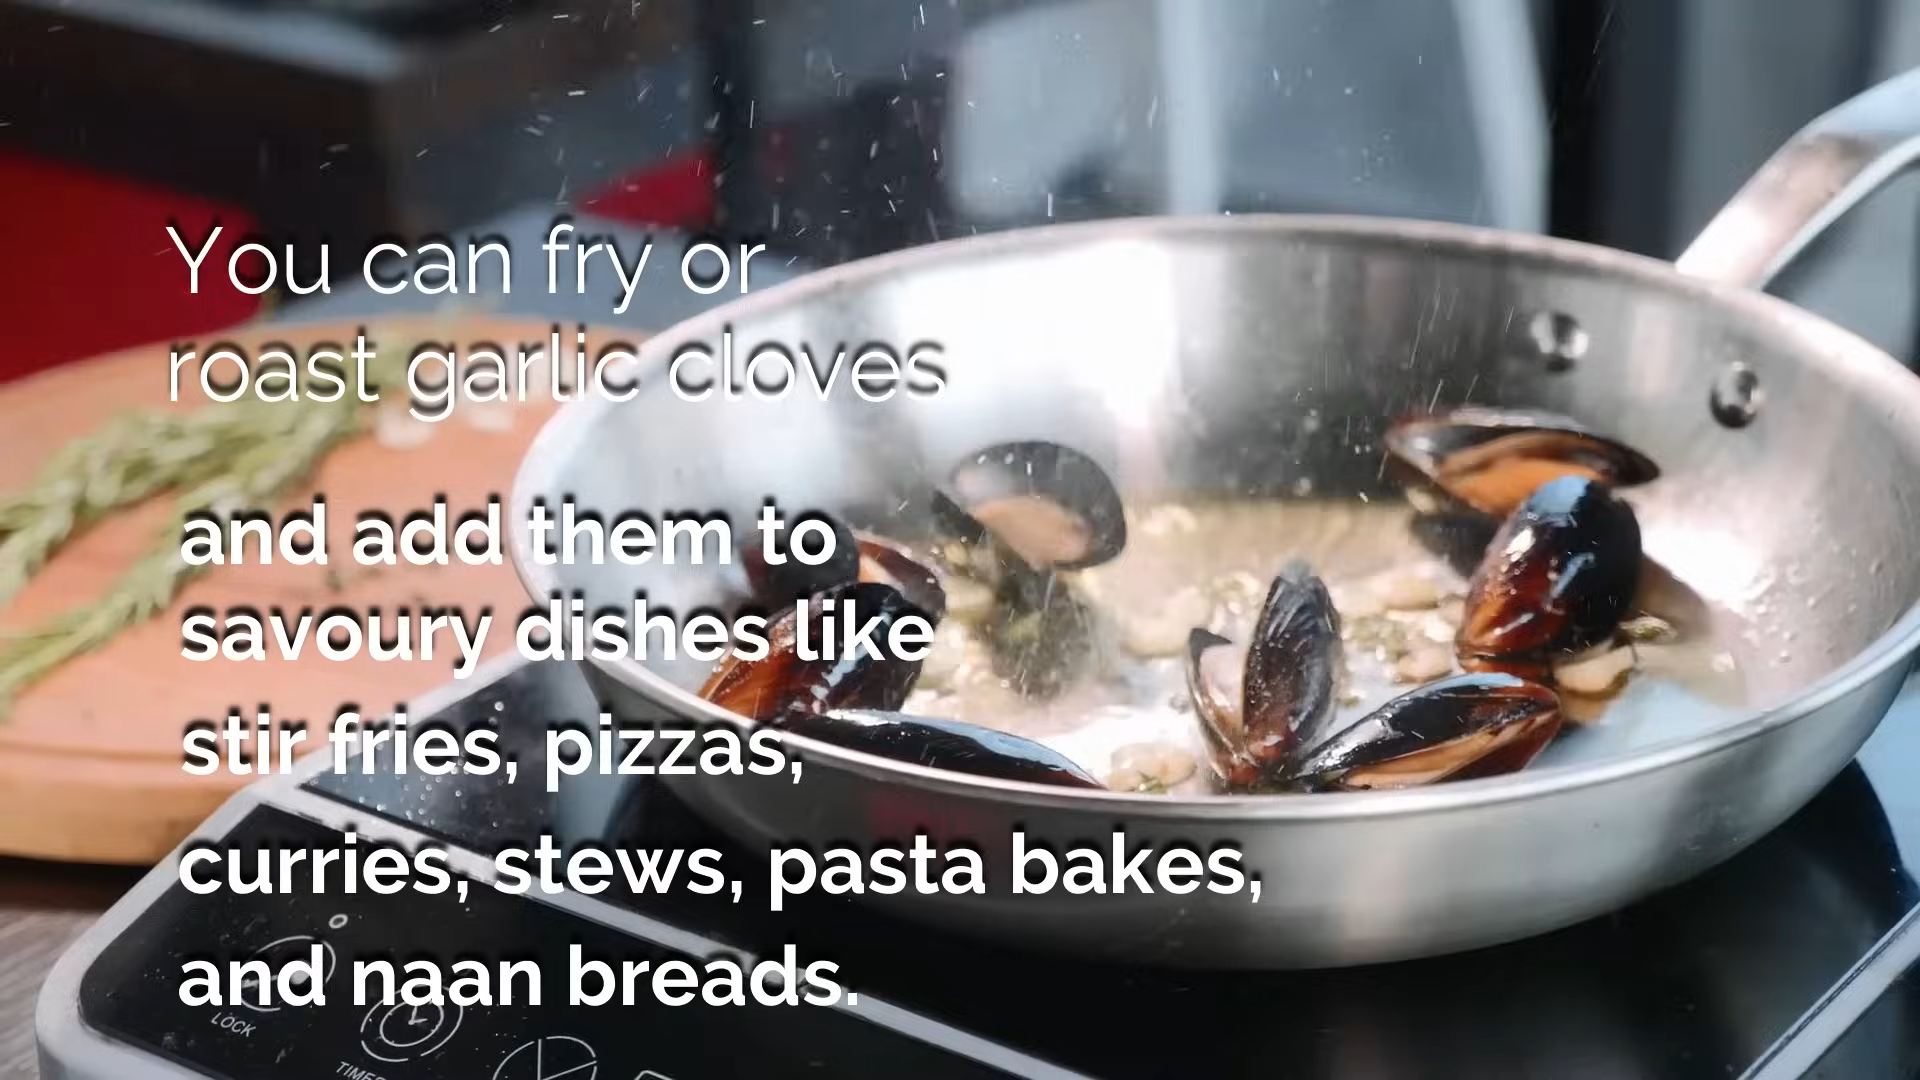 You can fry or
roast garlic cloves
and add them to
savoury dishes like
stir fries, pizzas,
curries, stews, pasta bakes,
and naan breads.
LOCK